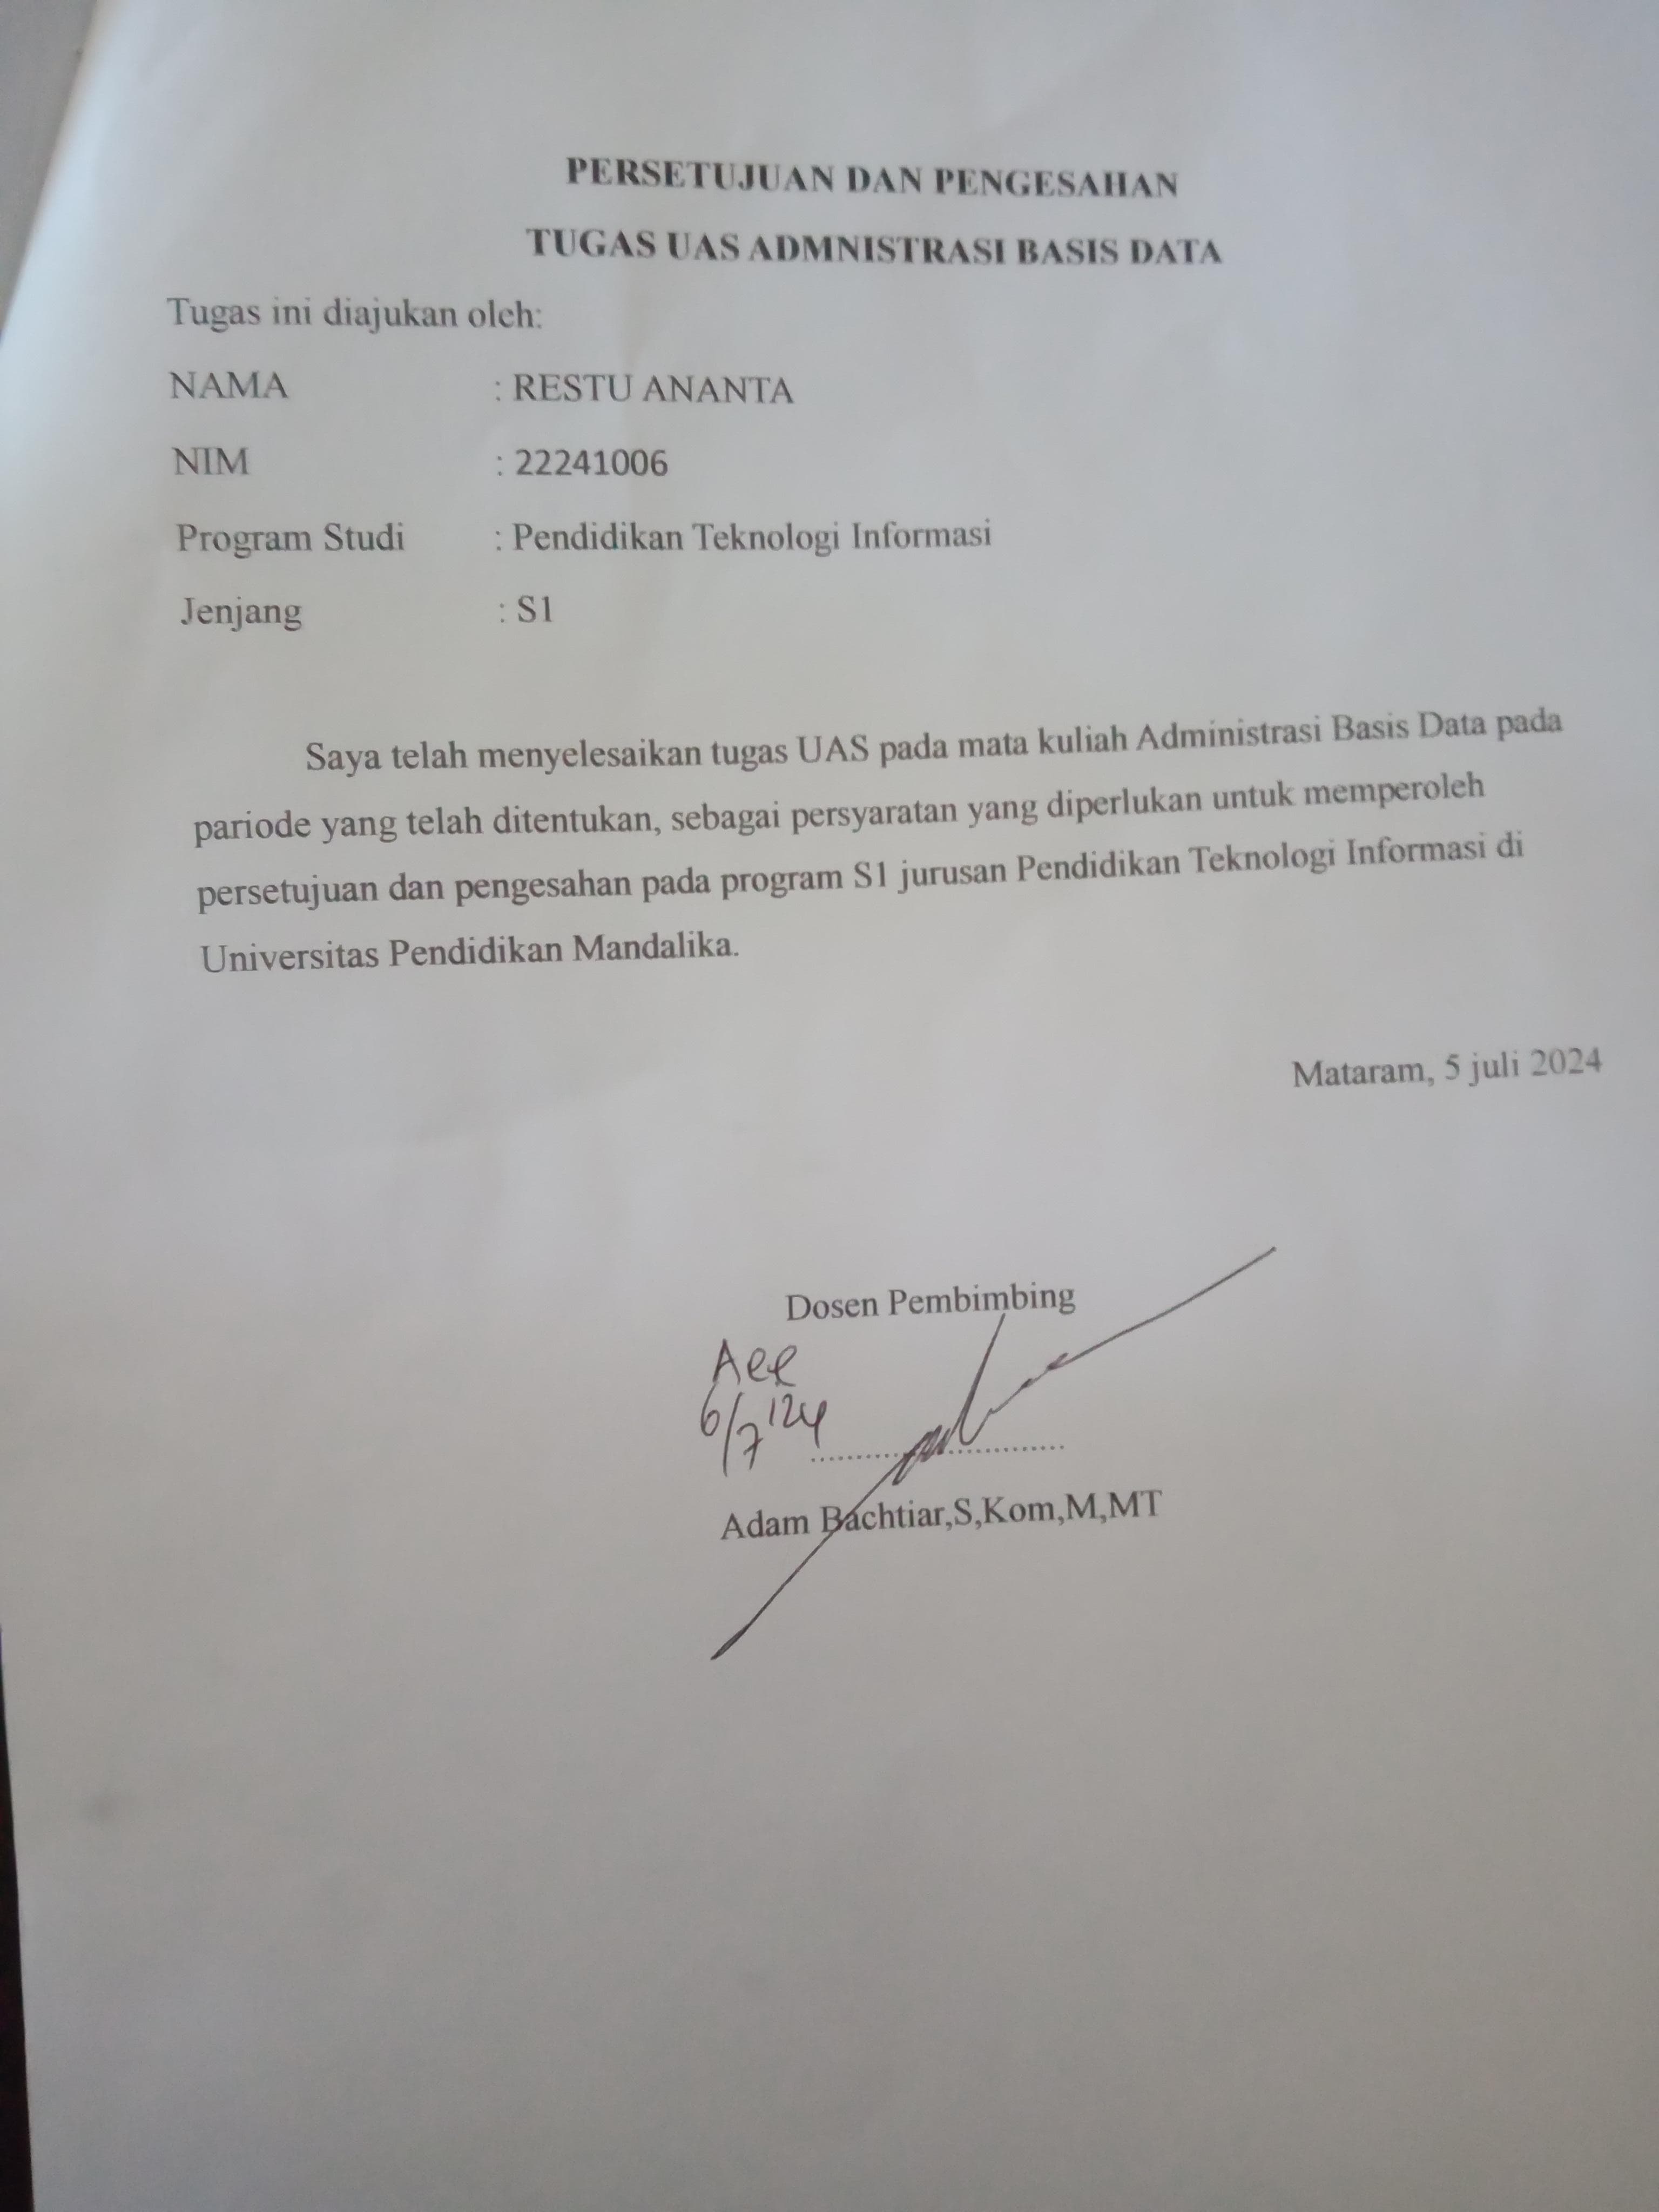 PERSETUJUAN DAN PENGESAHAN
TUGAS UAS ADMNISTRASI BASIS DATA
Tugas ini diajukan oleh:
NAMA : RESTU ANANTA
NIM : 22241006
Program Studi : Pendidikan Teknologi Informasi
Jenjang : S1
Saya telah menyelesaikan tugas UAS pada mata kuliah Administrasi Basis Data pada
pariode yang telah ditentukan, sebagai persyaratan yang diperlukan untuk memperoleh
persetujuan dan pengesahan pada program S1 jurusan Pendidikan Teknologi Informasi di
Universitas Pendidikan Mandalika.
Mataram, 5 juli 2024
Dosen Pembimbing
Acc
6/7 '24
Adam Bachtiar,S,Kom,M,MT